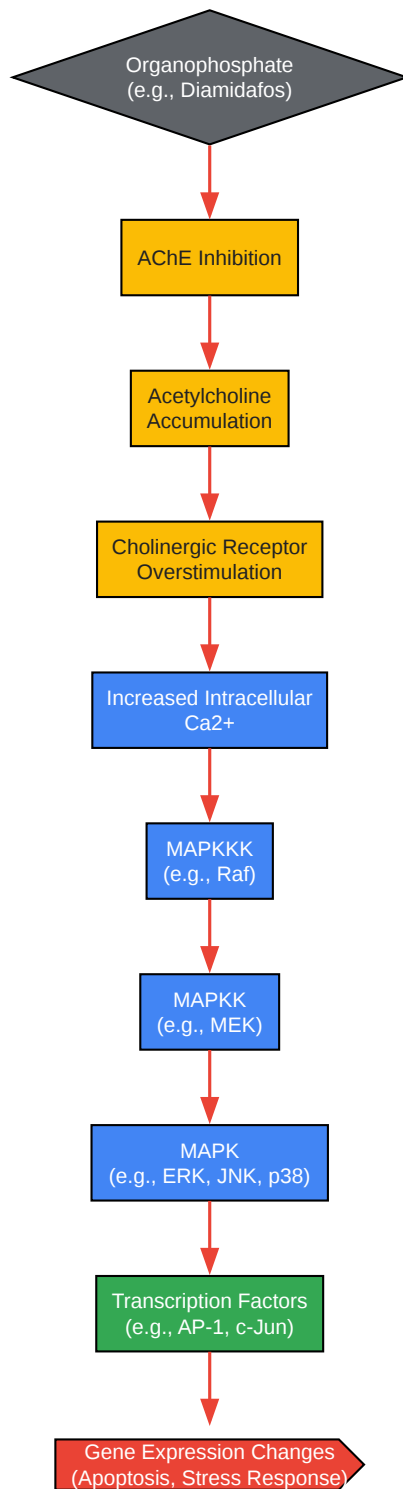 Organophosphate
(e.g., Diamidafos)
AChE Inhibition
Acetylcholine
Accumulation
Cholinergic Receptor
Overstimulation
Increased Intracellular
Ca2+
MAPKKK
(e.g., Raf)
MAPKK
(e.g., MEK)
MAPK
(e.g., ERK, JNK, p38)
Transcription Factors
(e.g., AP-1, c-Jun)
Gene Expression Changes
(Apoptosis, Stress Response)